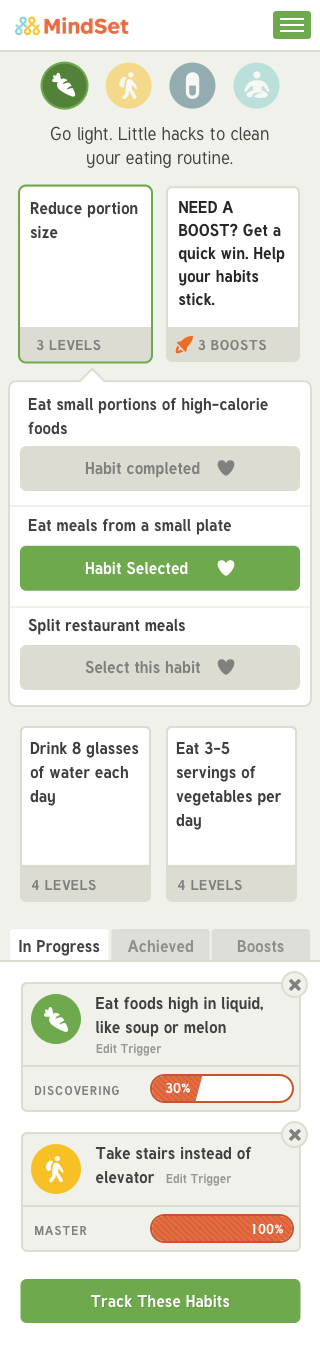 MindSet
Go light. Little hacks to clean
your eating routine.
Reduce portion
size
3 LEVELS
NEED A
BOOST? Get a
quick win. Help
your habits
stick.
3 BOOSTS
Eat small portions of high-calorie
foods
Habit completed
Eat meals from a small plate
Habit Selected
Split restaurant meals
Select this habit
Drink 8 glasses
of water each
day
4 LEVELS
Eat 3-5
servings of
vegetables per
day
4 LEVELS
In Progress Achieved Boosts
Eat foods high in liquid,
like soup or melon
Edit Trigger
DISCOVERING 30%
Take stairs instead of
elevator Edit Trigger
MASTER 100%
Track These Habits